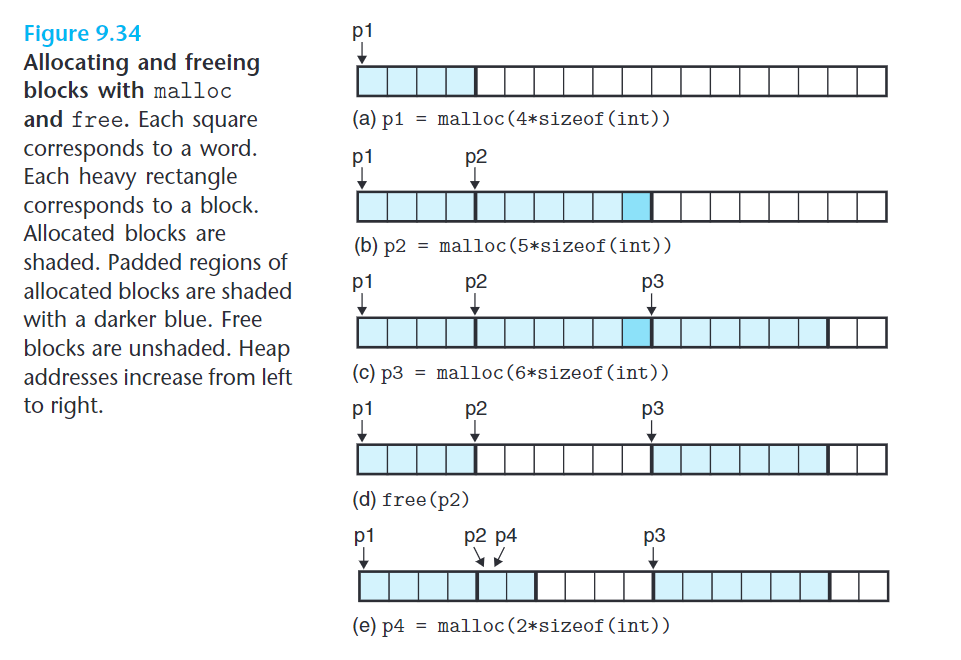 Figure 9.34
Allocating and freeing
blocks with malloc
and free. Each square
corresponds to a word.
Each heavy rectangle
corresponds to a block.
Allocated blocks are
shaded. Padded regions of
allocated blocks are shaded
with a darker blue. Free
blocks are unshaded. Heap
addresses increase from left
to right.
p1
(a) p1 = malloc(4*sizeof(int))
p1 p2
(b) p2 = malloc(5*sizeof(int))
p1 p2 p3
(c) p3 = malloc(6*sizeof(int))
p1 p2 p3
(d) free(p2)
p1 p2 p4 p3
(e) p4 = malloc(2*sizeof(int))